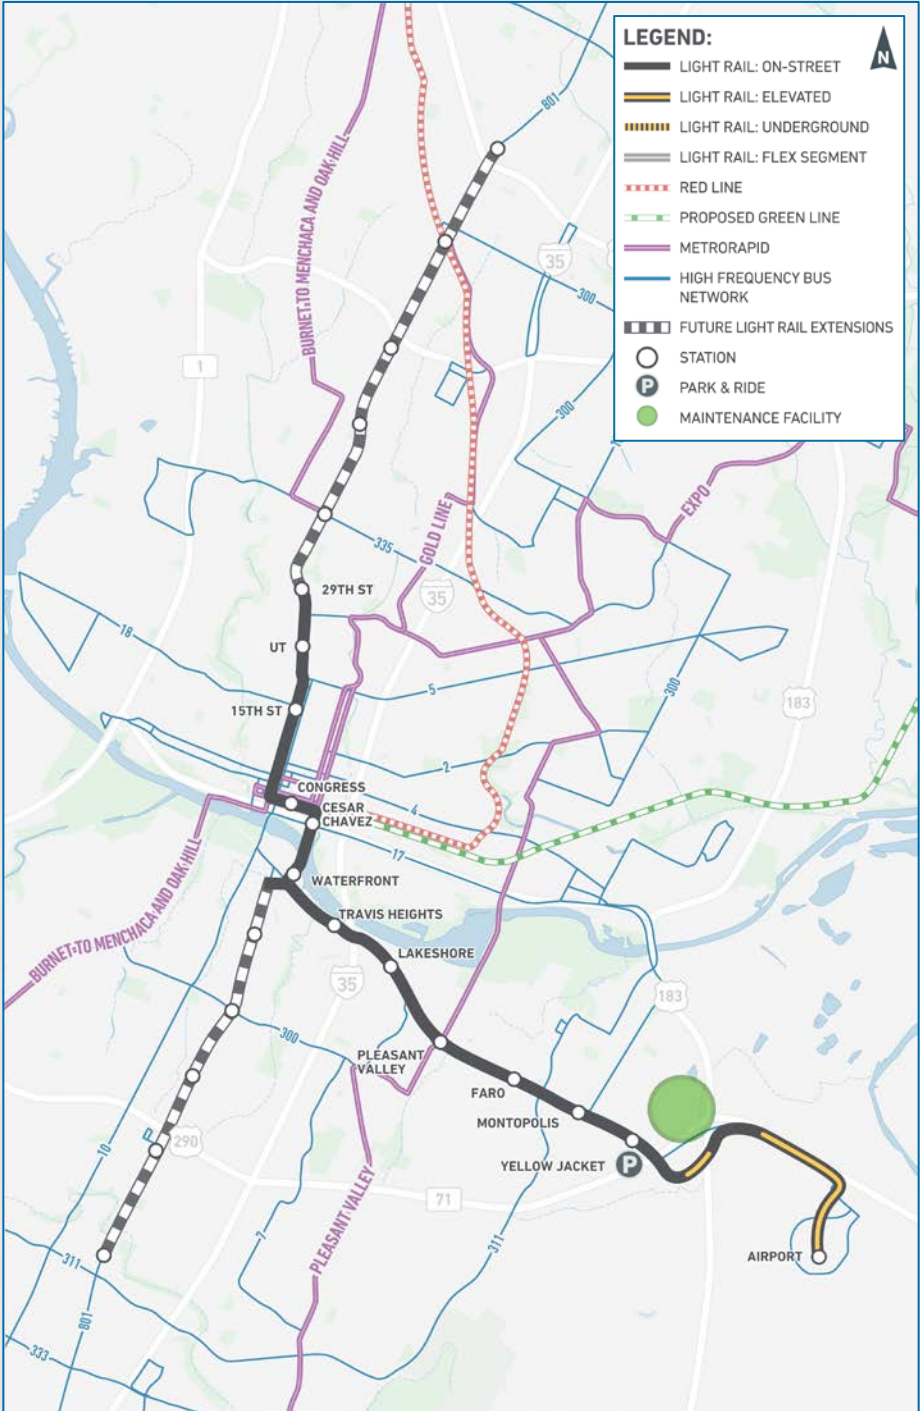 LEGEND:
N
LIGHT RAIL: ON-STREET
LIGHT RAIL: ELEVATED
LIGHT RAIL: UNDERGROUND
LIGHT RAIL: FLEX SEGMENT
RED LINE
PROPOSED GREEN LINE
METRORAPID
HIGH FREQUENCY BUS
NETWORK
FUTURE LIGHT RAIL EXTENSIONS
STATION
P PARK & RIDE
MAINTENANCE FACILITY
801
BURNET TO MENCHACA AND OAK HILL
35
300
1
300
EXPO
GOLD LINE
335
29TH ST
35
18
UT
5
300
15TH ST
183
2
CONGRESS
CESAR
CHAVEZ
4
17
WATERFRONT
BURNET TO MENCHACA AND OAK HILL
TRAVIS HEIGHTS
LAKESHORE
35
183
300
PLEASANT
VALLEY
FARO
MONTOPOLIS
290
10
YELLOW JACKET
P
71
PLEASANT VALLEY
7
311
AIRPORT
311
801
333